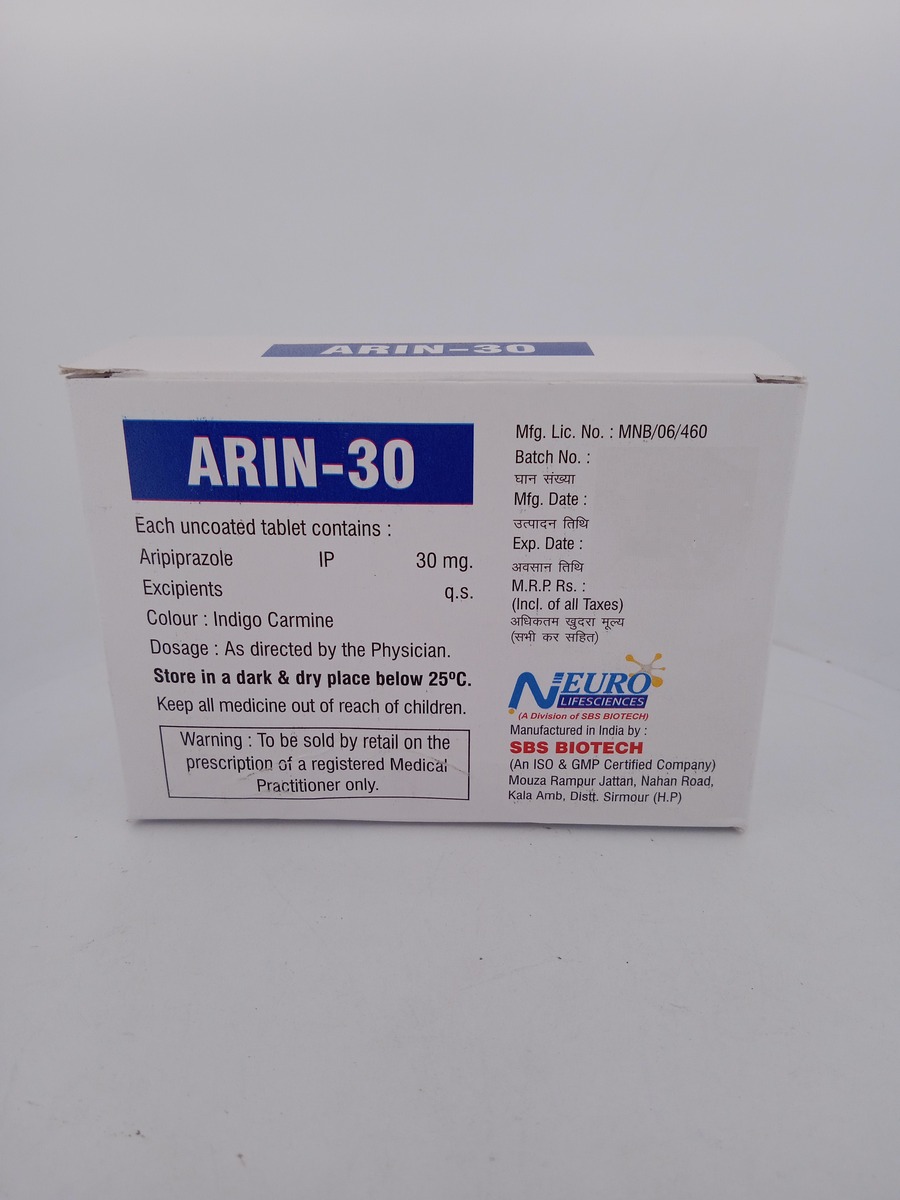 ARIN-30
ARIN-30
Each uncoated tablet contains :
Aripiprazole IP 30 mg.
Excipients q.s.
Colour : Indigo Carmine
Dosage : As directed by the Physician.
Store in a dark & dry place below 25ºC.
Keep all medicine out of reach of children.
Warning : To be sold by retail on the
prescription of a registered Medical
Practitioner only.
Mfg. Lic. No. : MNB/06/460
Batch No. :
घान संख्या
Mfg. Date :
उत्पादन तिथि
Exp. Date :
अवसान तिथि
M.R.P. Rs. :
(Incl. of all Taxes)
अधिकतम खुदरा मूल्य
(सभी कर सहित)
NEURO
LIFESCIENCES
(A Division of SBS BIOTECH)
Manufactured in India by :
SBS BIOTECH
(An ISO & GMP Certified Company)
Mouza Rampur Jattan, Nahan Road,
Kala Amb, Distt. Sirmour (H.P)